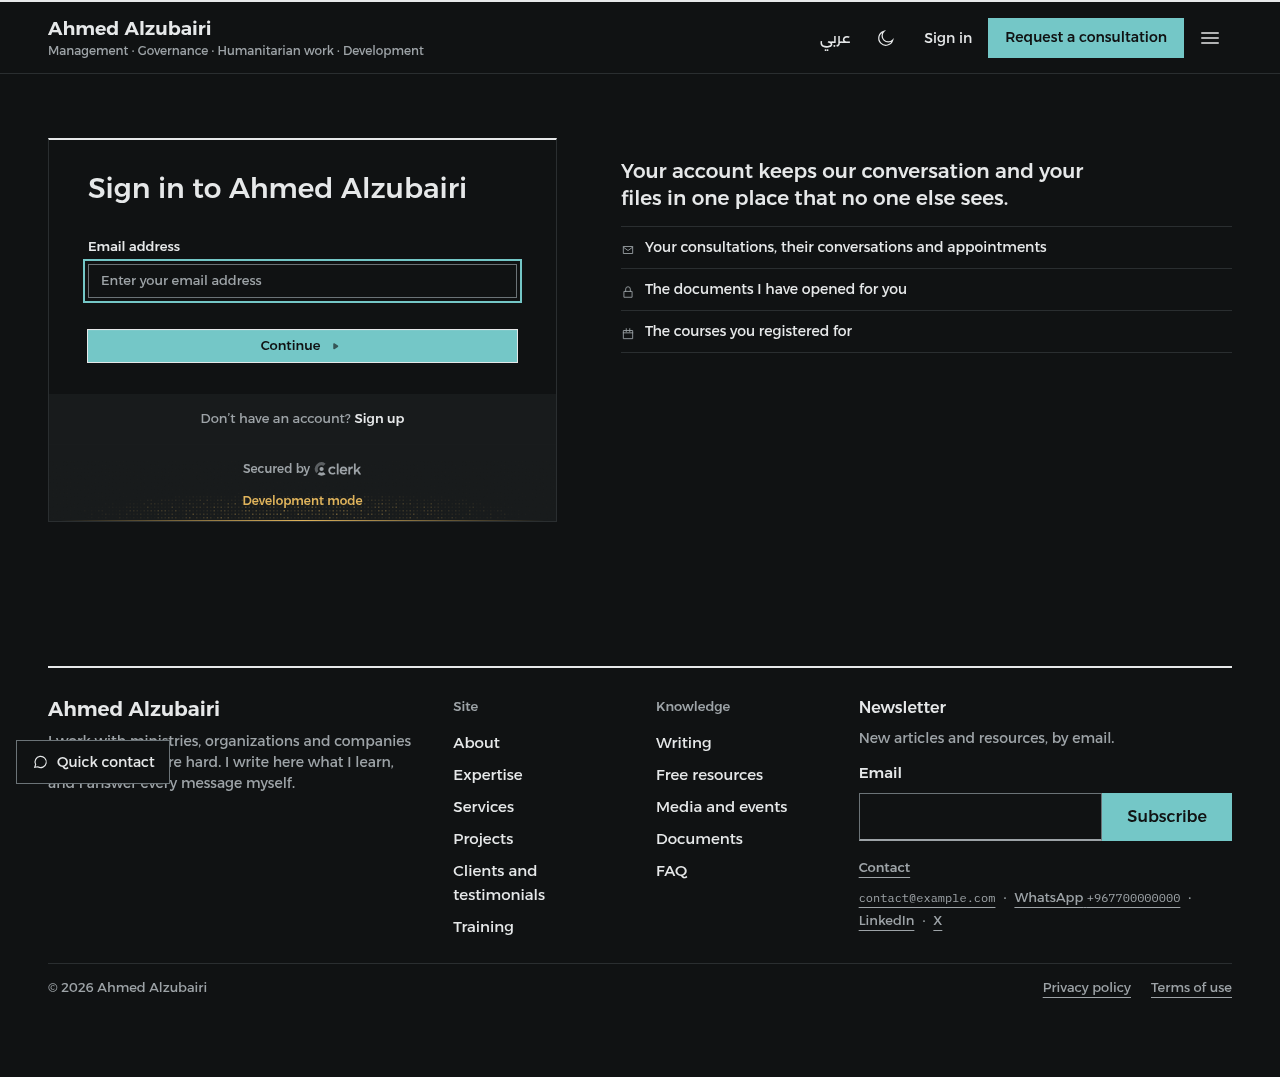 Ahmed Alzubairi
Management · Governance · Humanitarian work · Development
عربي
Sign in
Request a consultation
Sign in to Ahmed Alzubairi
Email address
Enter your email address
Continue
Don't have an account? Sign up
Secured by clerk
Development mode
Your account keeps our conversation and your
files in one place that no one else sees.
Your consultations, their conversations and appointments
The documents I have opened for you
The courses you registered for
Ahmed Alzubairi
I work with ministries, organizations and companies
re hard. I write here what I learn,
and I answer every message myself.
Quick contact
Site
About
Expertise
Services
Projects
Clients and
testimonials
Training
Knowledge
Writing
Free resources
Media and events
Documents
FAQ
Newsletter
New articles and resources, by email.
Email
Subscribe
Contact
contact@example.com · WhatsApp +967700000000 ·
LinkedIn · X
© 2026 Ahmed Alzubairi
Privacy policy
Terms of use